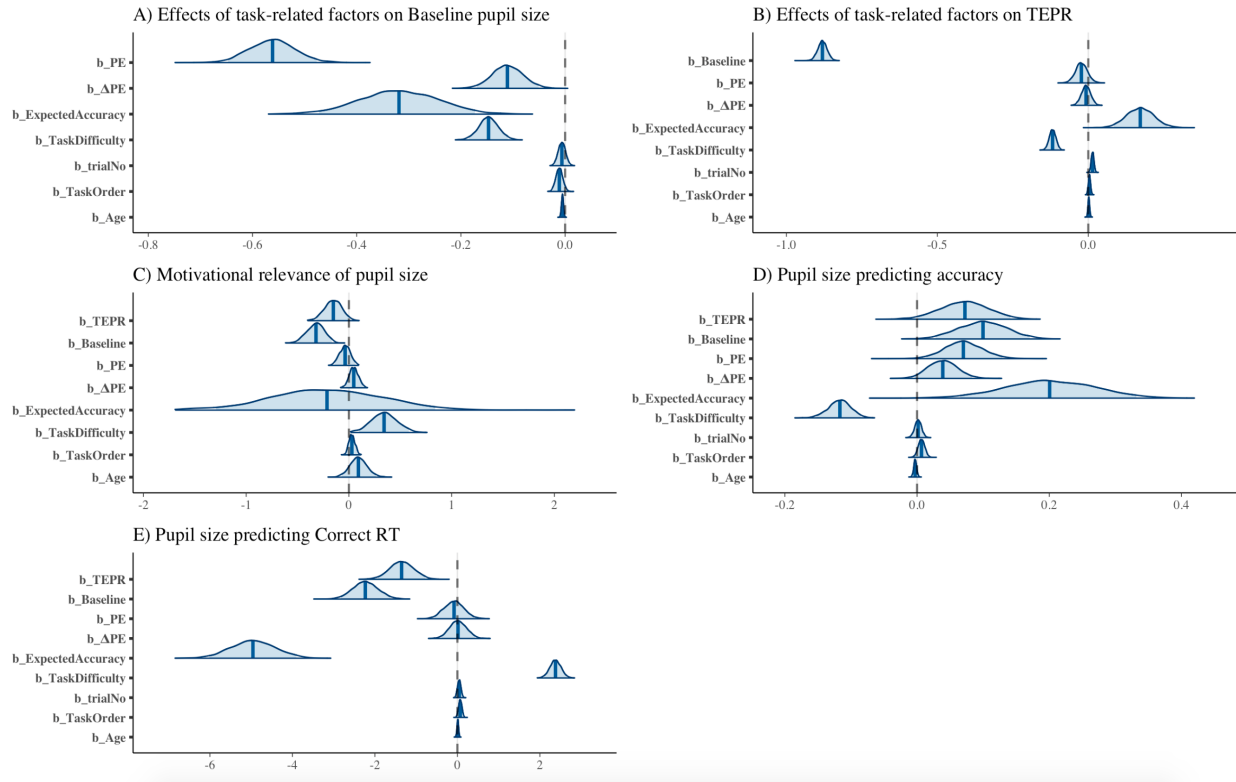 A) Effects of task-related factors on Baseline pupil size
b_PE
b_ΔPE
b_ExpectedAccuracy
b_TaskDifficulty
b_trialNo
b_TaskOrder
b_Age
-0.8 -0.6 -0.4 -0.2 0.0
B) Effects of task-related factors on TEPR
b_Baseline
b_PE
b_ΔPE
b_ExpectedAccuracy
b_TaskDifficulty
b_trialNo
b_TaskOrder
b_Age
-1.0 -0.5 0.0
C) Motivational relevance of pupil size
b_TEPR
b_Baseline
b_PE
b_ΔPE
b_ExpectedAccuracy
b_TaskDifficulty
b_TaskOrder
b_Age
-2 -1 0 1 2
D) Pupil size predicting accuracy
b_TEPR
b_Baseline
b_PE
b_ΔPE
b_ExpectedAccuracy
b_TaskDifficulty
b_trialNo
b_TaskOrder
b_Age
-0.2 0.0 0.2 0.4
E) Pupil size predicting Correct RT
b_TEPR
b_Baseline
b_PE
b_ΔPE
b_ExpectedAccuracy
b_TaskDifficulty
b_trialNo
b_TaskOrder
b_Age
-6 -4 -2 0 2